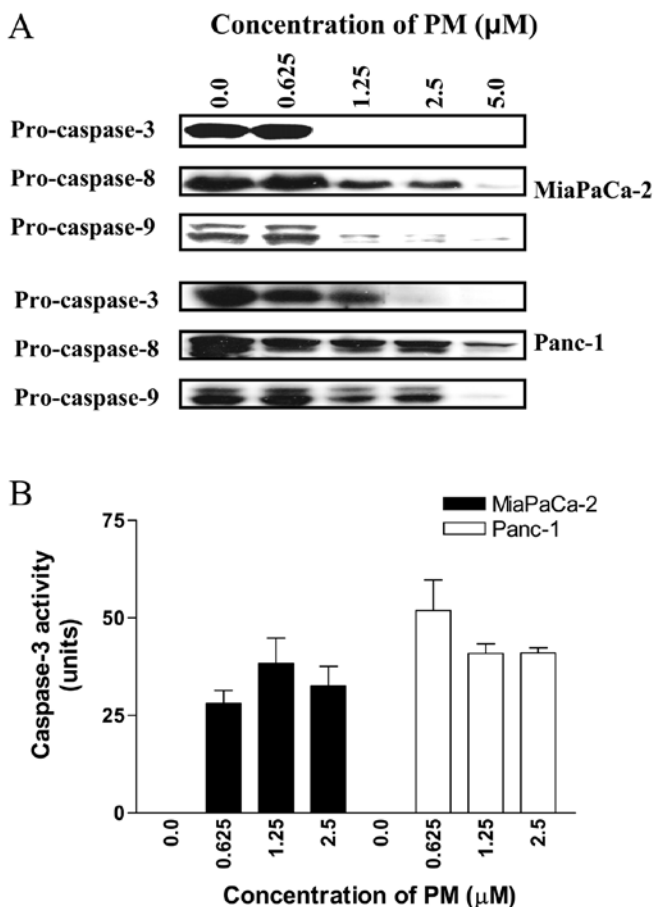 A
Concentration of PM (μM)
0.0 0.625 1.25 2.5 5.0
Pro-caspase-3
Pro-caspase-8
Pro-caspase-9
MiaPaCa-2
Pro-caspase-3
Pro-caspase-8
Pro-caspase-9
Panc-1
B
MiaPaCa-2
Panc-1
Caspase-3 activity
(units)
75
50
25
0
0.0 0.625 1.25 2.5 0.0 0.625 1.25 2.5
Concentration of PM (μM)